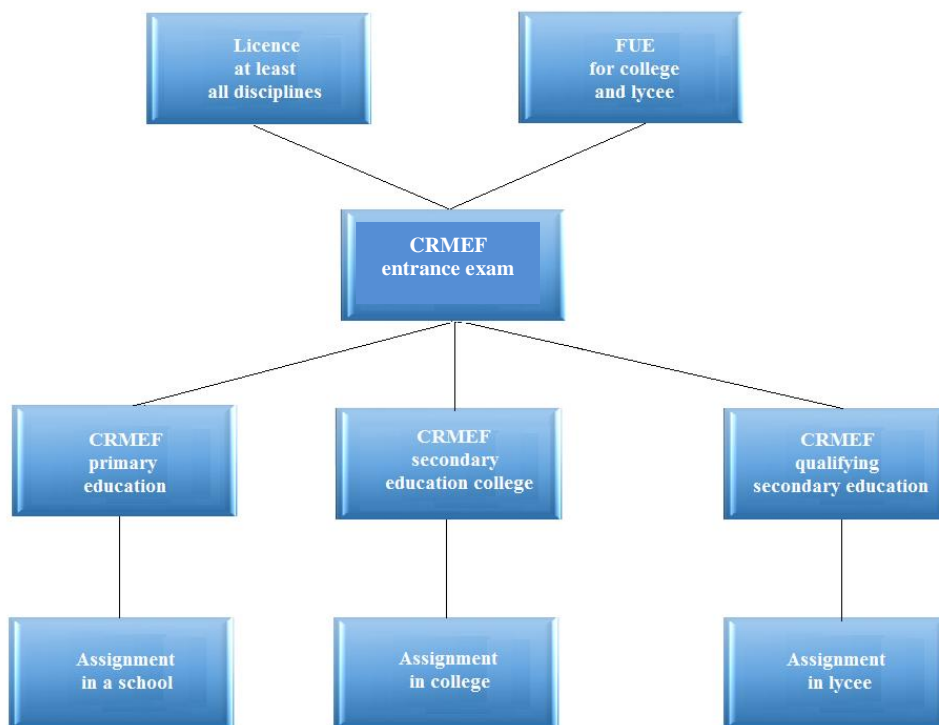 Licence
at least
all disciplines
FUE
for college
and lycee
CRMEF
entrance exam
CRMEF
primary
education
CRMEF
secondary
education college
CRMEF
qualifying
secondary education
Assignment
in a school
Assignment
in college
Assignment
in lycee